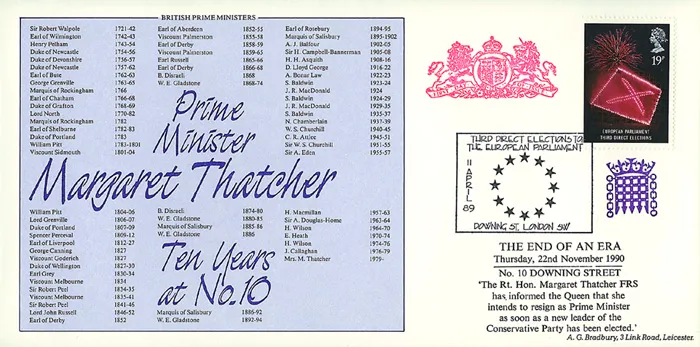 BRITISH PRIME MINISTERS
Sir Robert Walpole 1721-42
Earl of Wilmington 1742-43
Henry Pelham 1743-54
Duke of Newcastle 1754-56
Duke of Devonshire 1756-57
Duke of Newcastle 1757-62
Earl of Bute 1762-63
George Grenville 1763-65
Marquis of Rockingham 1766
Earl of Chatham 1766-68
Duke of Grafton 1768-69
Lord North 1770-82
Marquis of Rockingham 1782
Earl of Shelburne 1782-83
Duke of Portland 1783
William Pitt 1783-1801
Viscount Sidmouth 1801-04
Earl of Aberdeen 1852-55
Viscount Palmerston 1855-58
Earl of Derby 1858-59
Viscount Palmerston 1859-65
Earl Russell 1865-66
Earl of Derby 1866-68
B. Disraeli 1868
W. E. Gladstone 1868-74
Earl of Rosebury 1894-95
Marquis of Salisbury 1895-1902
A. J. Balfour 1902-05
Sir H. Campbell-Bannerman 1905-08
H. H. Asquith 1908-16
D. Lloyd George 1916-22
A. Bonar Law 1922-23
S. Baldwin 1923-24
J. R. MacDonald 1924
S. Baldwin 1924-29
J. R. MacDonald 1929-35
S. Baldwin 1935-37
N. Chamberlain 1937-39
W. S. Churchill 1940-45
C. R. Atlee 1945-51
Sir W. S. Churchill 1951-55
Sir A. Eden 1955-57
Prime
Minister
Margaret Thatcher
William Pitt 1804-06
Lord Grenville 1806-07
Duke of Portland 1807-09
Spencer Perceval 1809-12
Earl of Liverpool 1812-27
George Canning 1827
Viscount Goderich 1827
Duke of Wellington 1827-30
Earl Grey 1830-34
Viscount Melbourne 1834
Sir Robert Peel 1834-35
Viscount Melbourne 1835-41
Sir Robert Peel 1841-46
Lord John Russell 1846-52
Earl of Derby 1852
B. Disraeli 1874-80
W. E. Gladstone 1880-85
Marquis of Salisbury 1885-86
W. E. Gladstone 1886
Marquis of Salisbury 1886-92
W. E. Gladstone 1892-94
H. Macmillan 1957-63
Sir A. Douglas-Home 1963-64
H. Wilson 1964-70
E. Heath 1970-74
H. Wilson 1974-76
J. Callaghan 1976-79
Mrs. M. Thatcher 1979-
Ten Years
at No.10
19p
EUROPEAN PARLIAMENT
THIRD DIRECT ELECTIONS TO
THE EUROPEAN PARLIAMENT
11
APRIL
89
DOWNING ST. LONDON SW1
THE END OF AN ERA
Thursday, 22nd November 1990
No. 10 DOWNING STREET
'The Rt. Hon. Margaret Thatcher FRS
has informed the Queen that she
intends to resign as Prime Minister
as soon as a new leader of the
Conservative Party has been elected.'
A. G. Bradbury, 3 Link Road, Leicester.